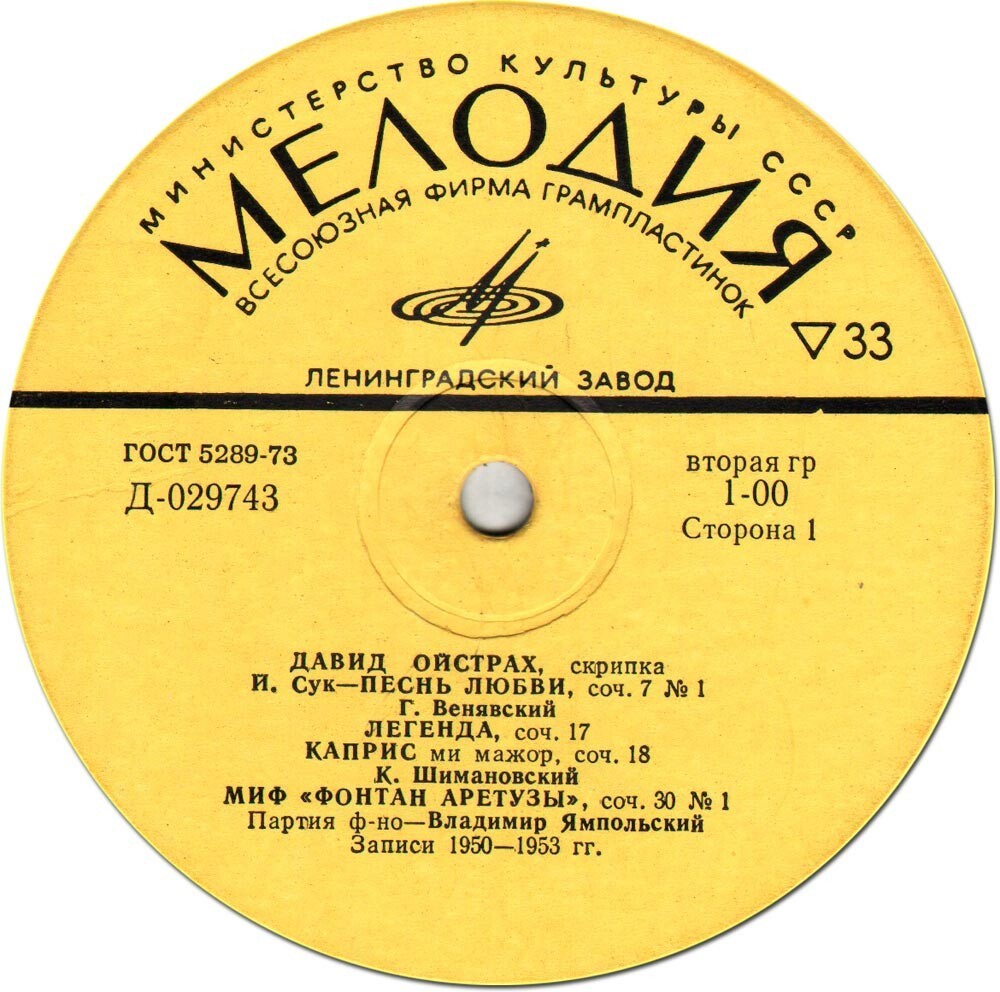 МИНИСТЕРСТВО КУЛЬТУРЫ СССР
МЕЛОДИЯ
ВСЕСОЮЗНАЯ ФИРМА ГРАМПЛАСТИНОК
33
ЛЕНИНГРАДСКИЙ ЗАВОД
ГОСТ 5289-73
Д-029743
вторая гр
1-00
Сторона 1
ДАВИД ОЙСТРАХ, скрипка
Й. Сук—ПЕСНЬ ЛЮБВИ, соч. 7 № 1
Г. Венявский
ЛЕГЕНДА, соч. 17
КАПРИС ми мажор, соч. 18
К. Шимановский
МИФ «ФОНТАН АРЕТУЗЫ», соч. 30 № 1
Партия ф-но—Владимир Ямпольский
Записи 1950—1953 гг.